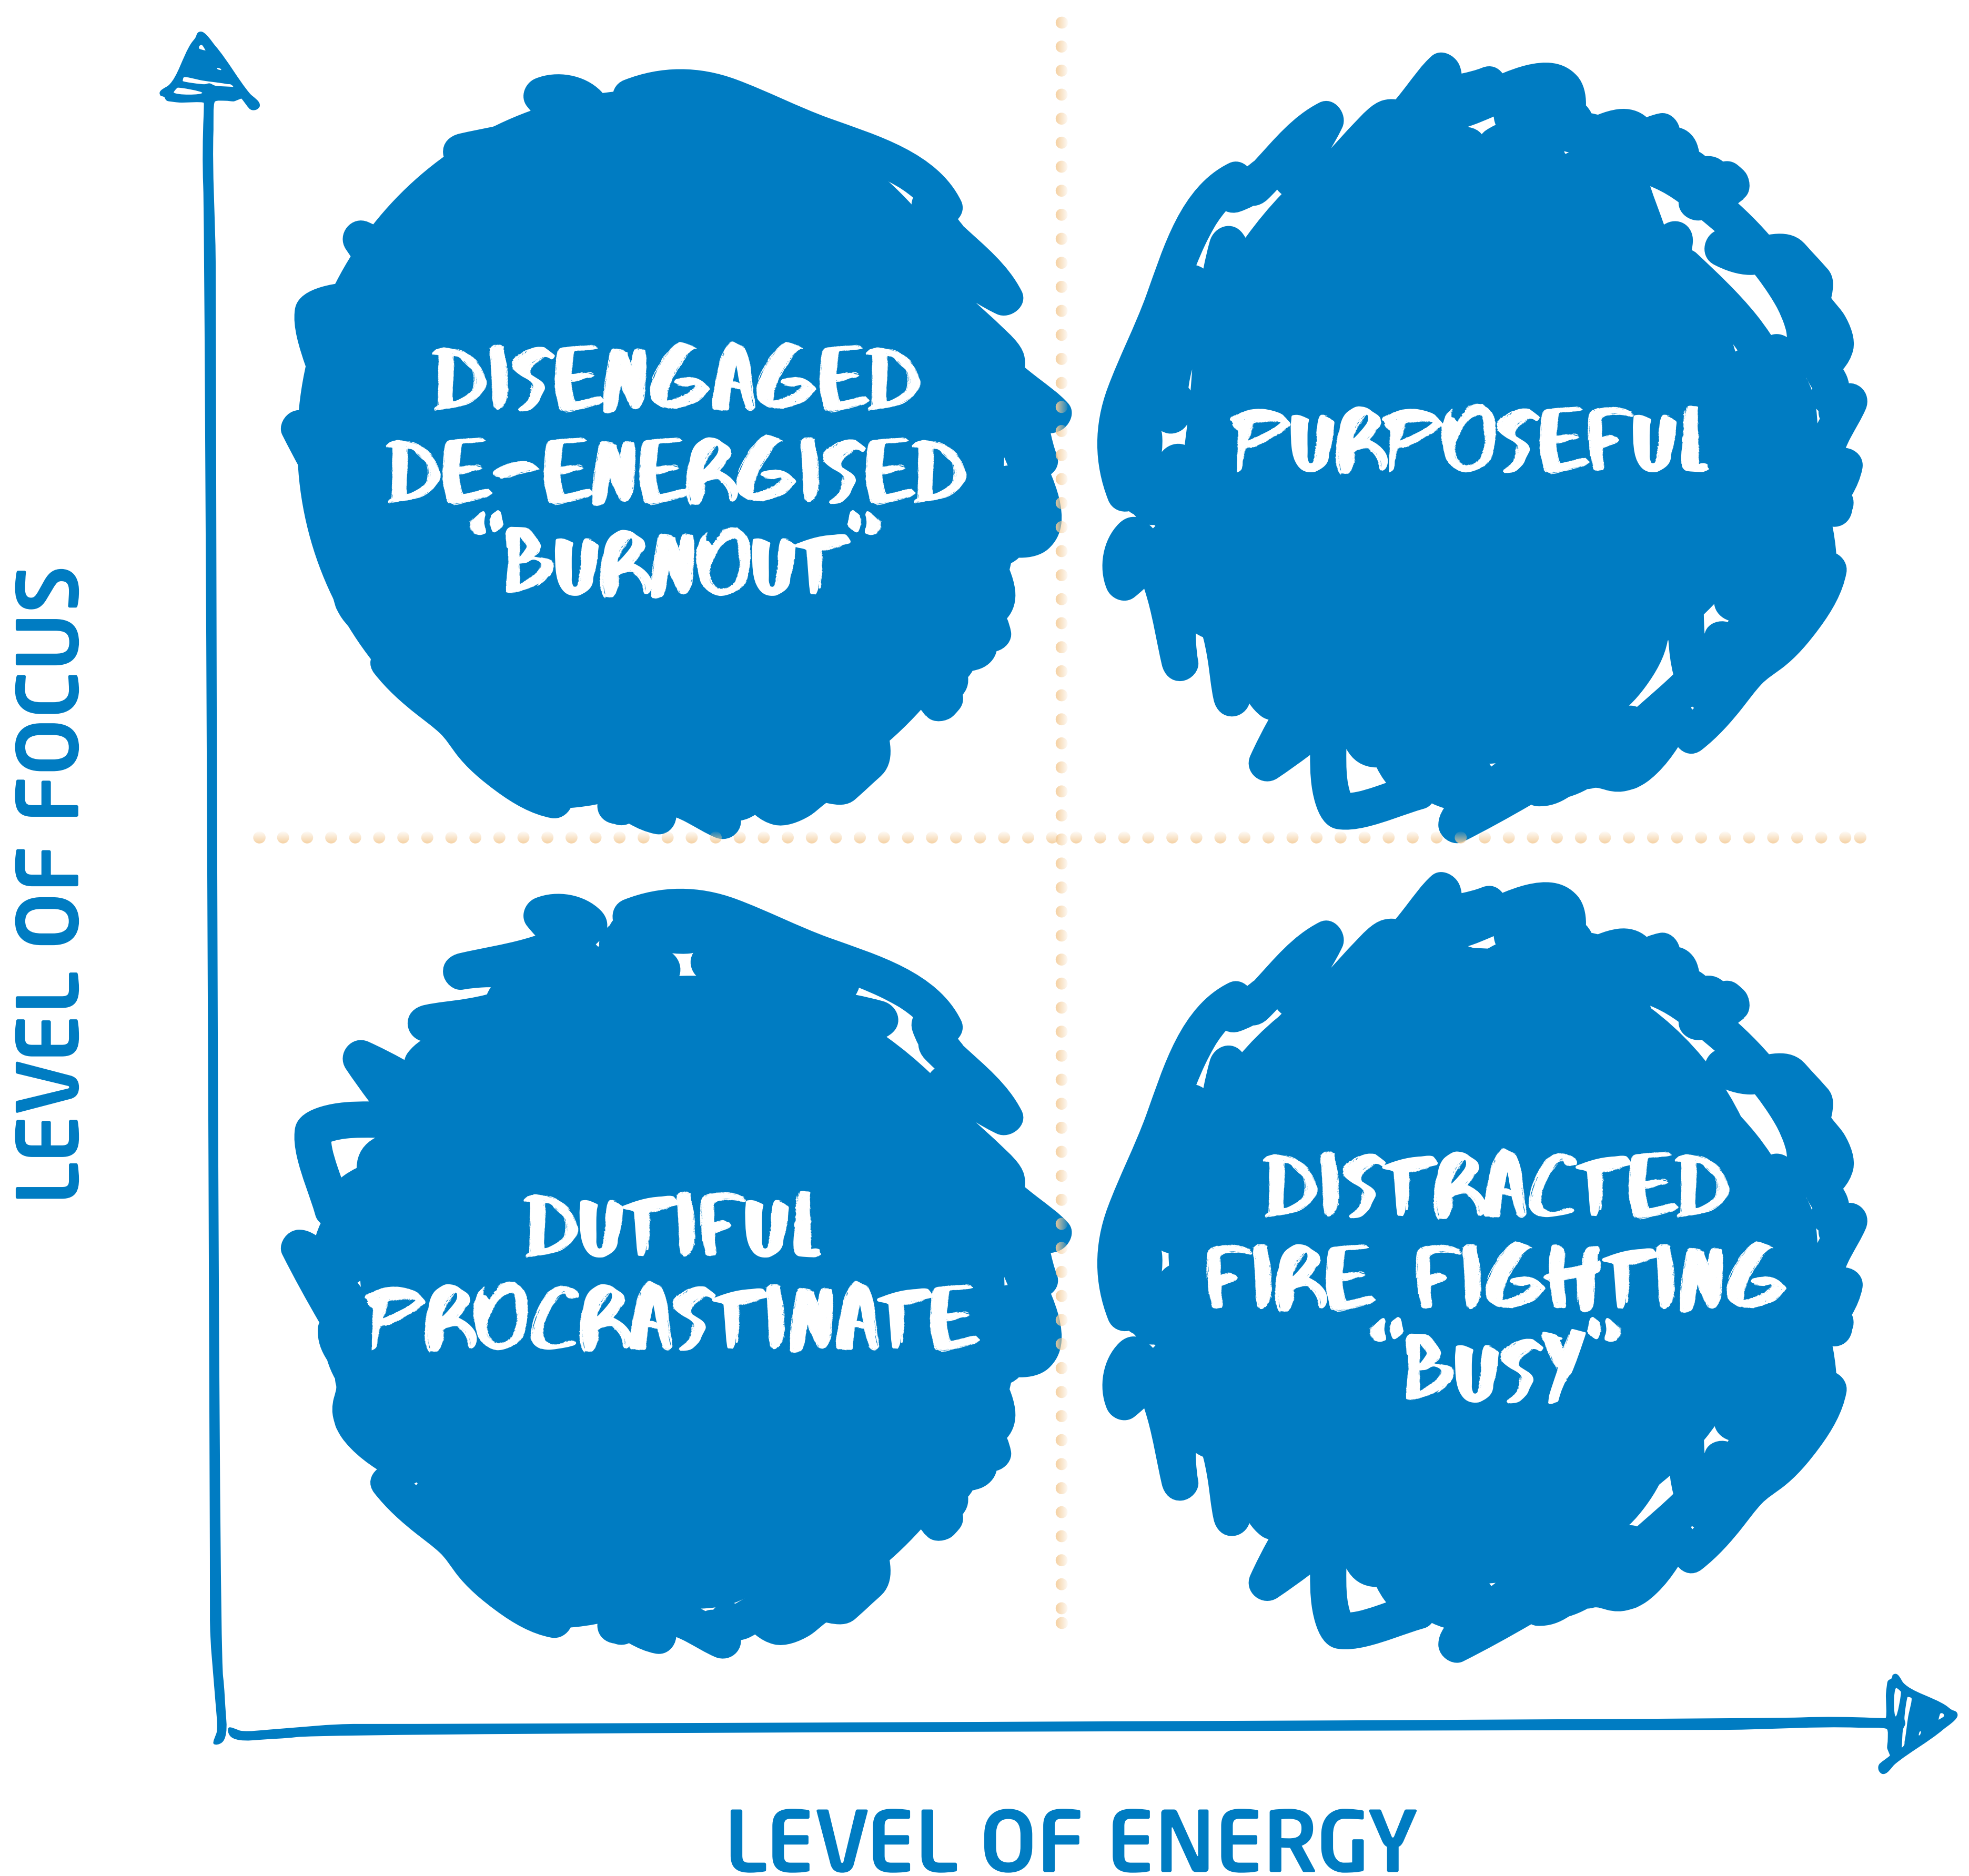 DISENGAGED
DE-ENERGISED
"BURNOUT"
PURPOSEFUL
LEVEL OF FOCUS
DUTIFUL
PROCRASTINATE
DISTRACTED
FIRE FIGHTING
"BUSY"
LEVEL OF ENERGY